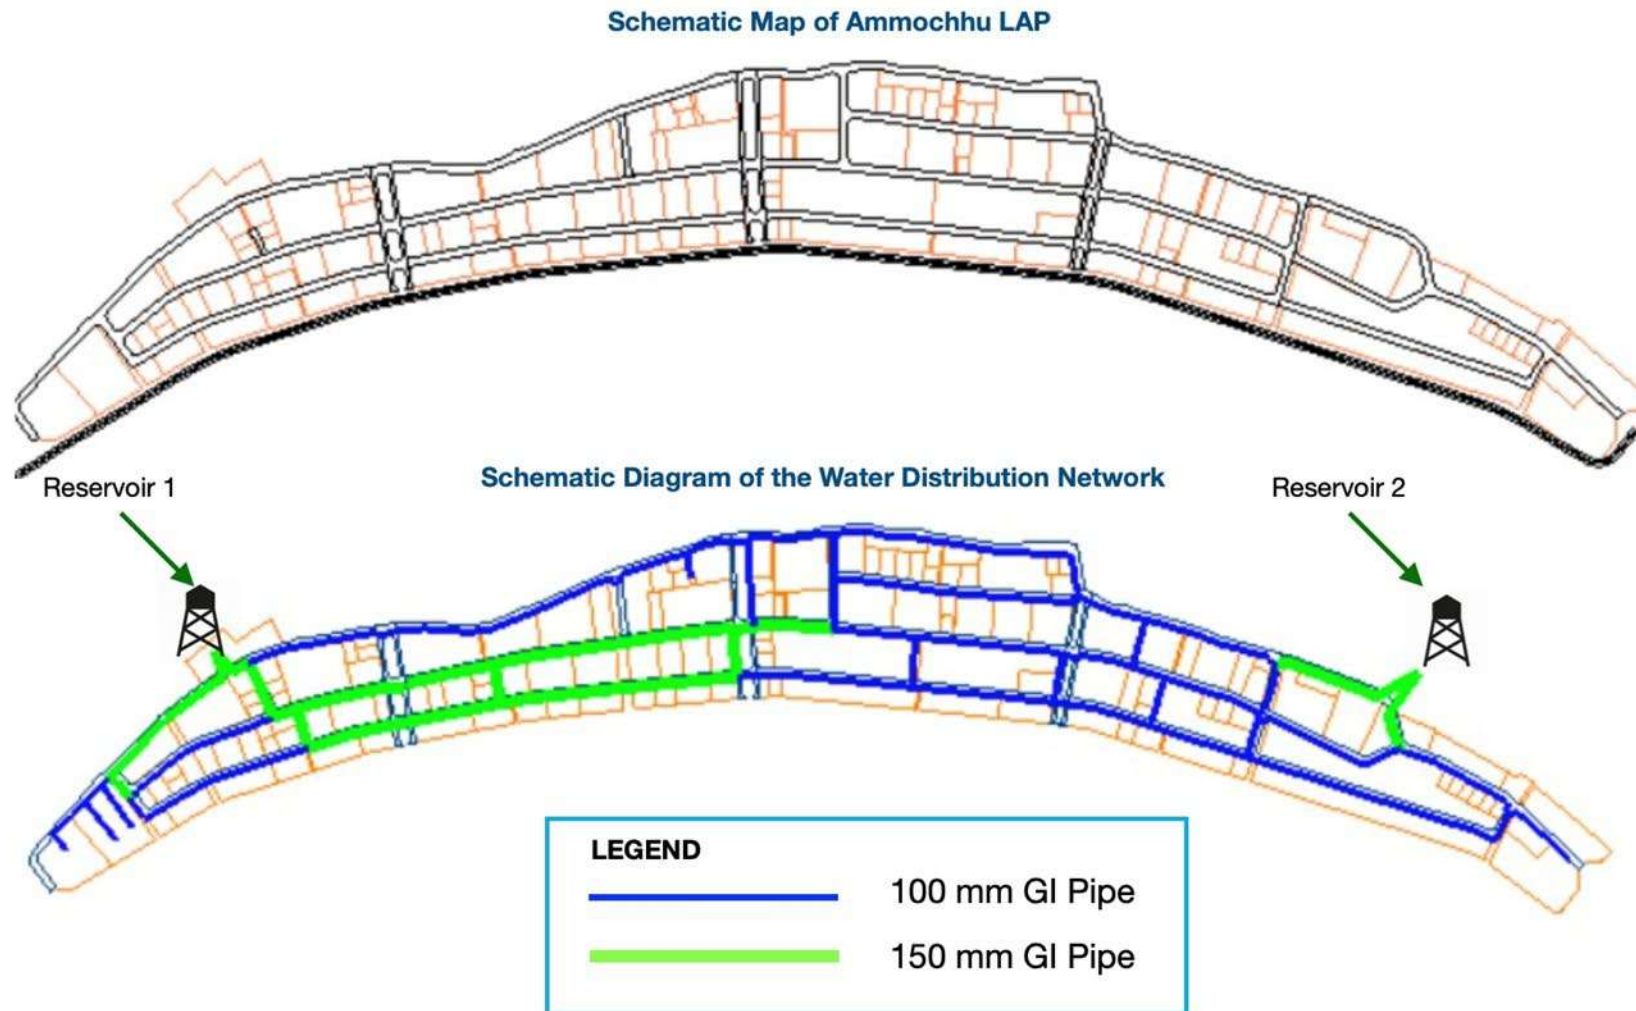 Schematic Map of Ammochhu LAP
Schematic Diagram of the Water Distribution Network
Reservoir 1
Reservoir 2
LEGEND
100 mm GI Pipe
150 mm GI Pipe